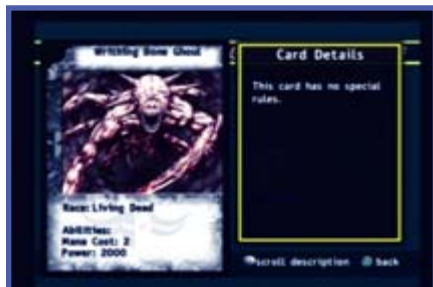 Writhing Bone Ghoul
Card Details
This card has no special
rules.
Race: Living Dead
Abilities:
Mana Cost: 2
Power: 2000
scroll description
back